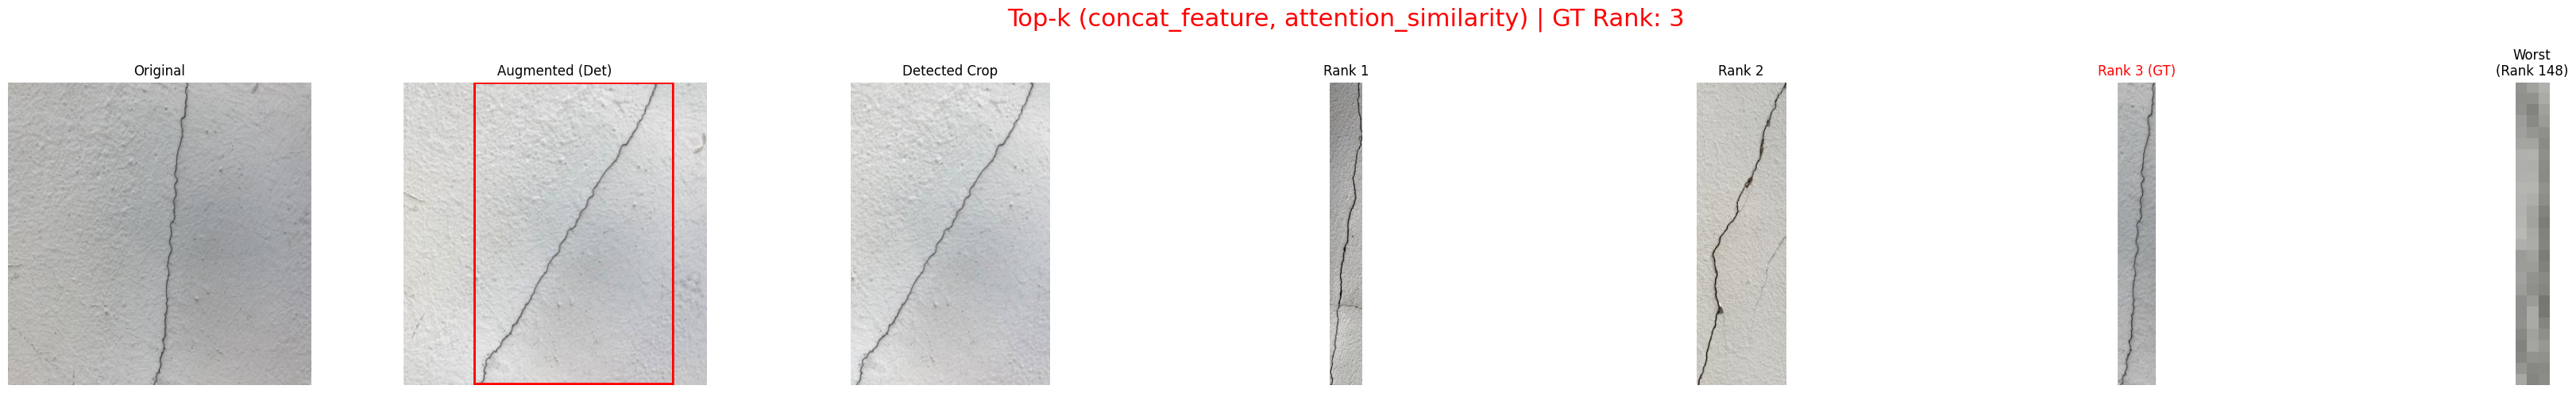 Top-k (concat_feature, attention_similarity) | GT Rank: 3
Original
Augmented (Det)
Detected Crop
Rank 1
Rank 2
Rank 3 (GT)
Worst
(Rank 148)